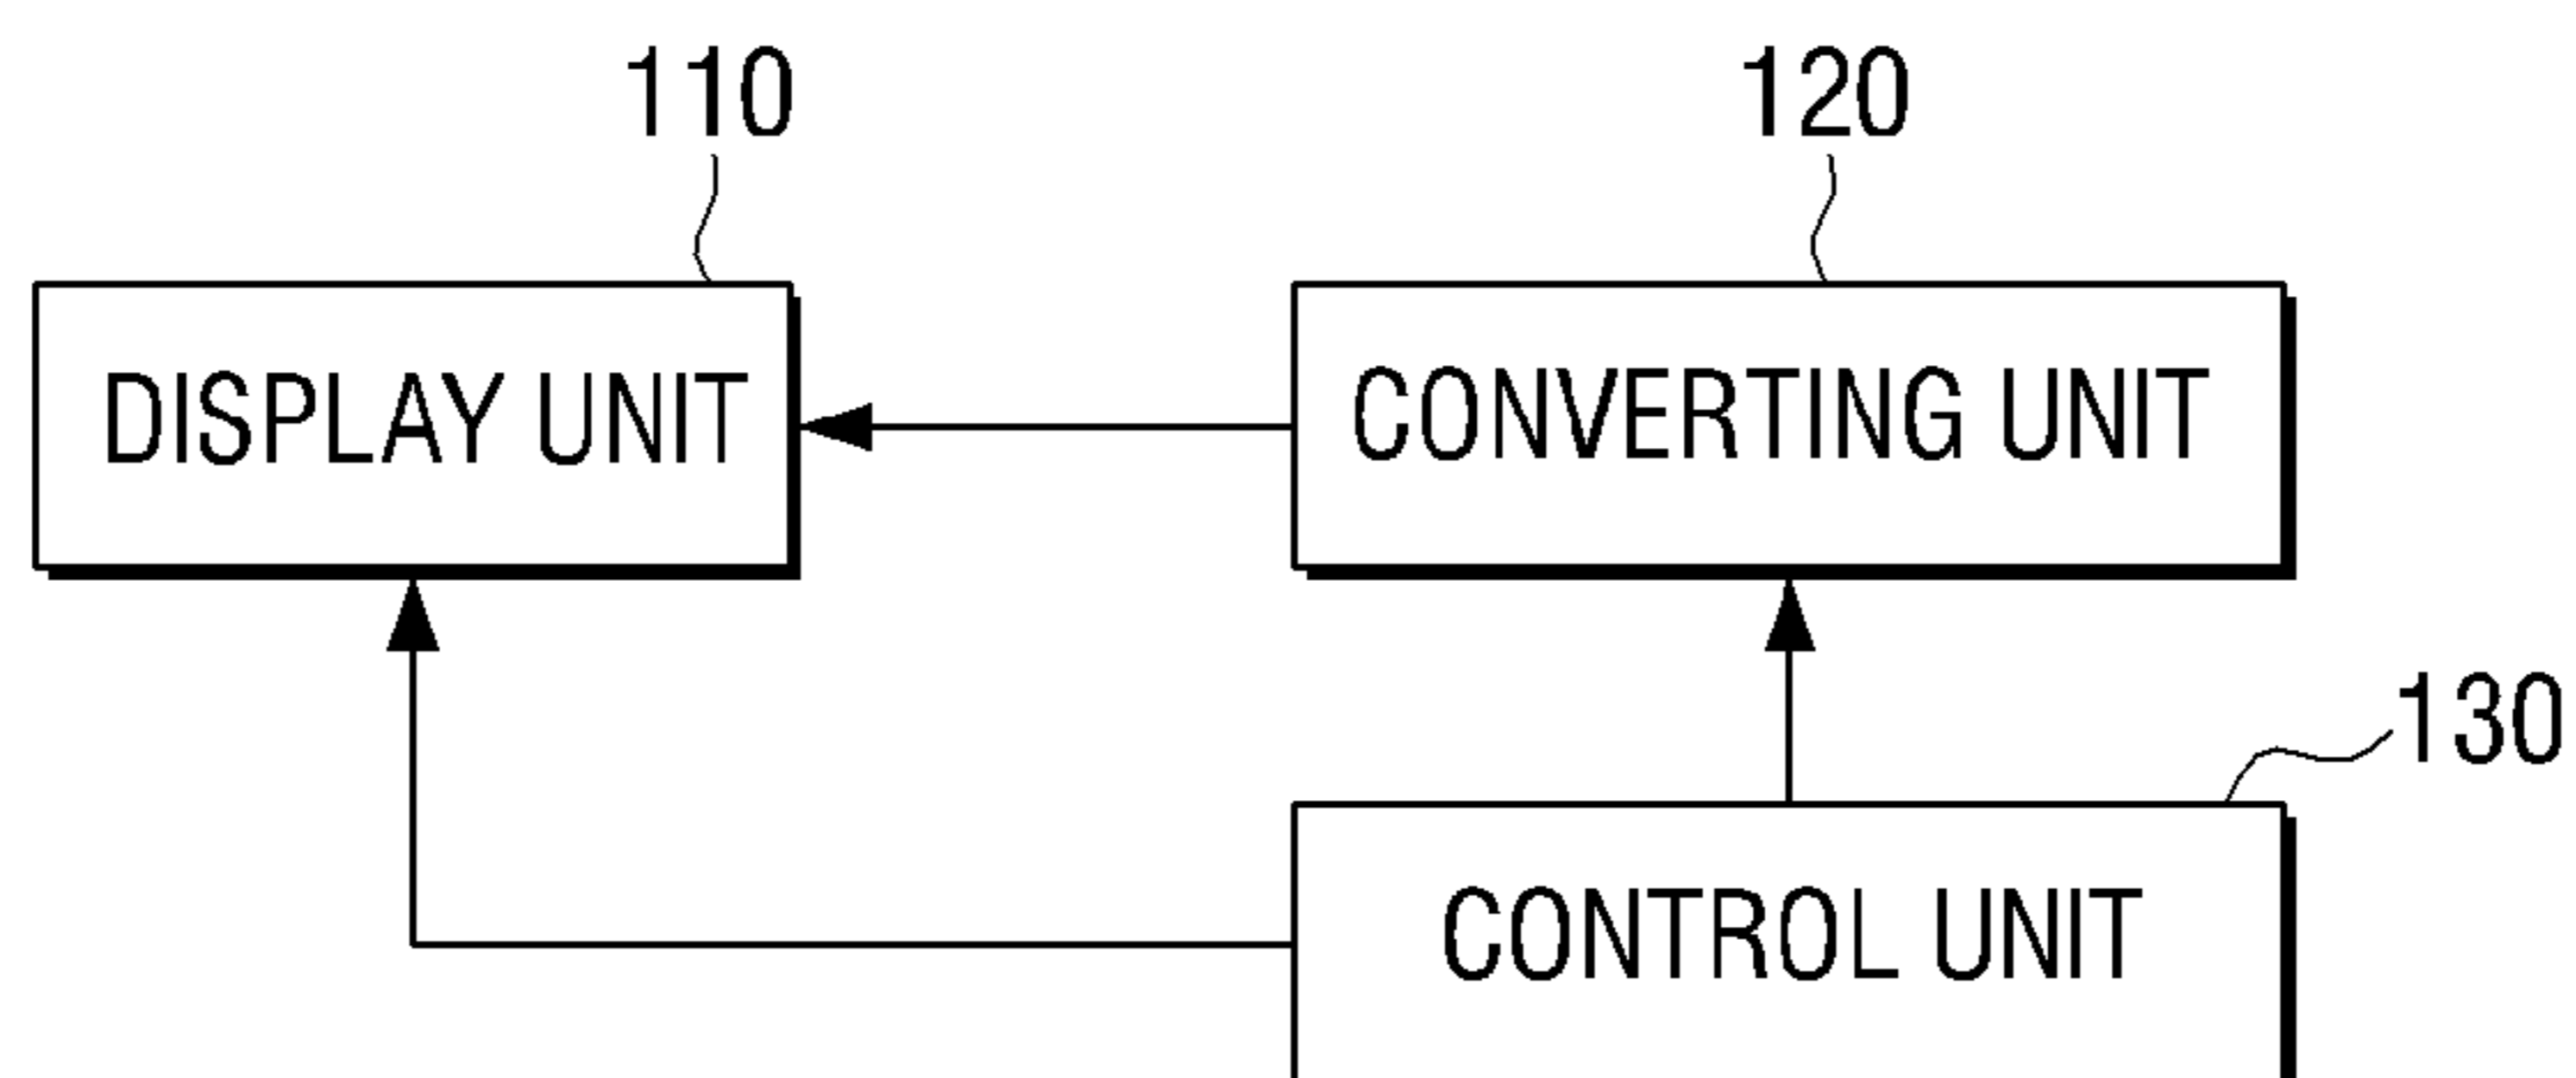 110
120
DISPLAY UNIT
CONVERTING UNIT
130
CONTROL UNIT